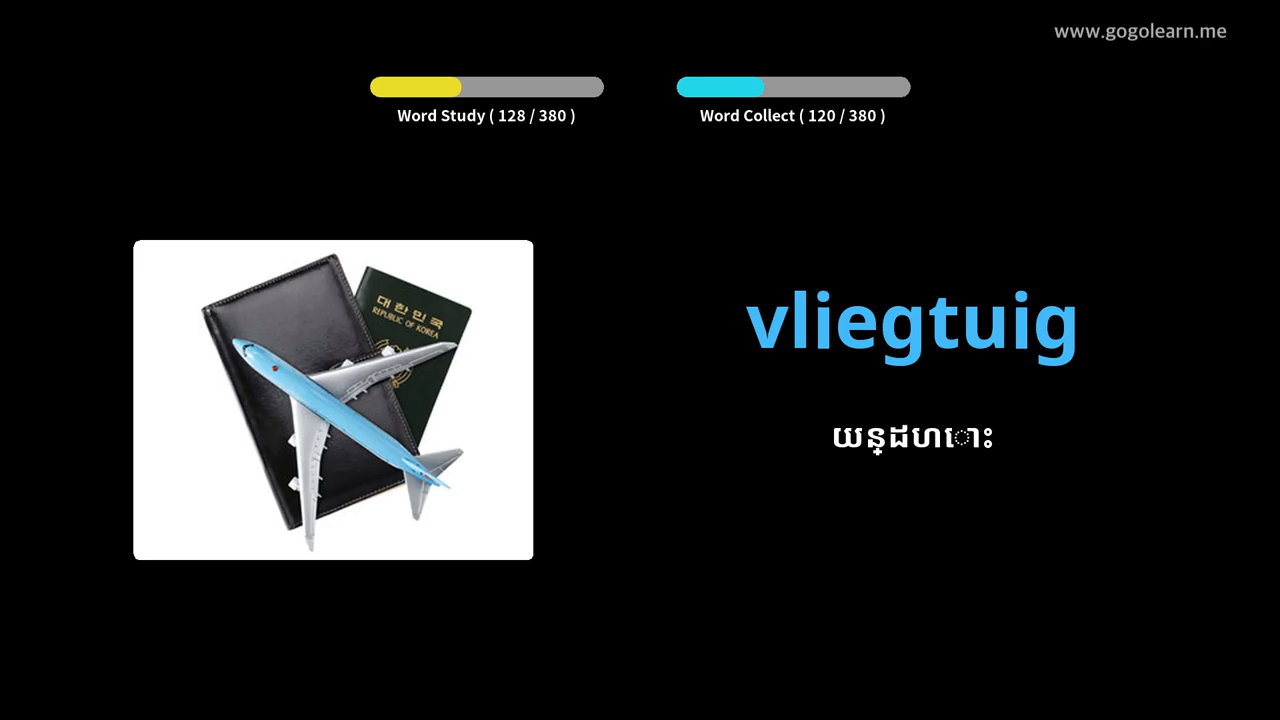 www.gogolearn.me
Word Study ( 128 / 380 )
Word Collect ( 120 / 380 )
대한민국
REPUBLIC OF KOREA
vliegtuig
យន្ដហោះ